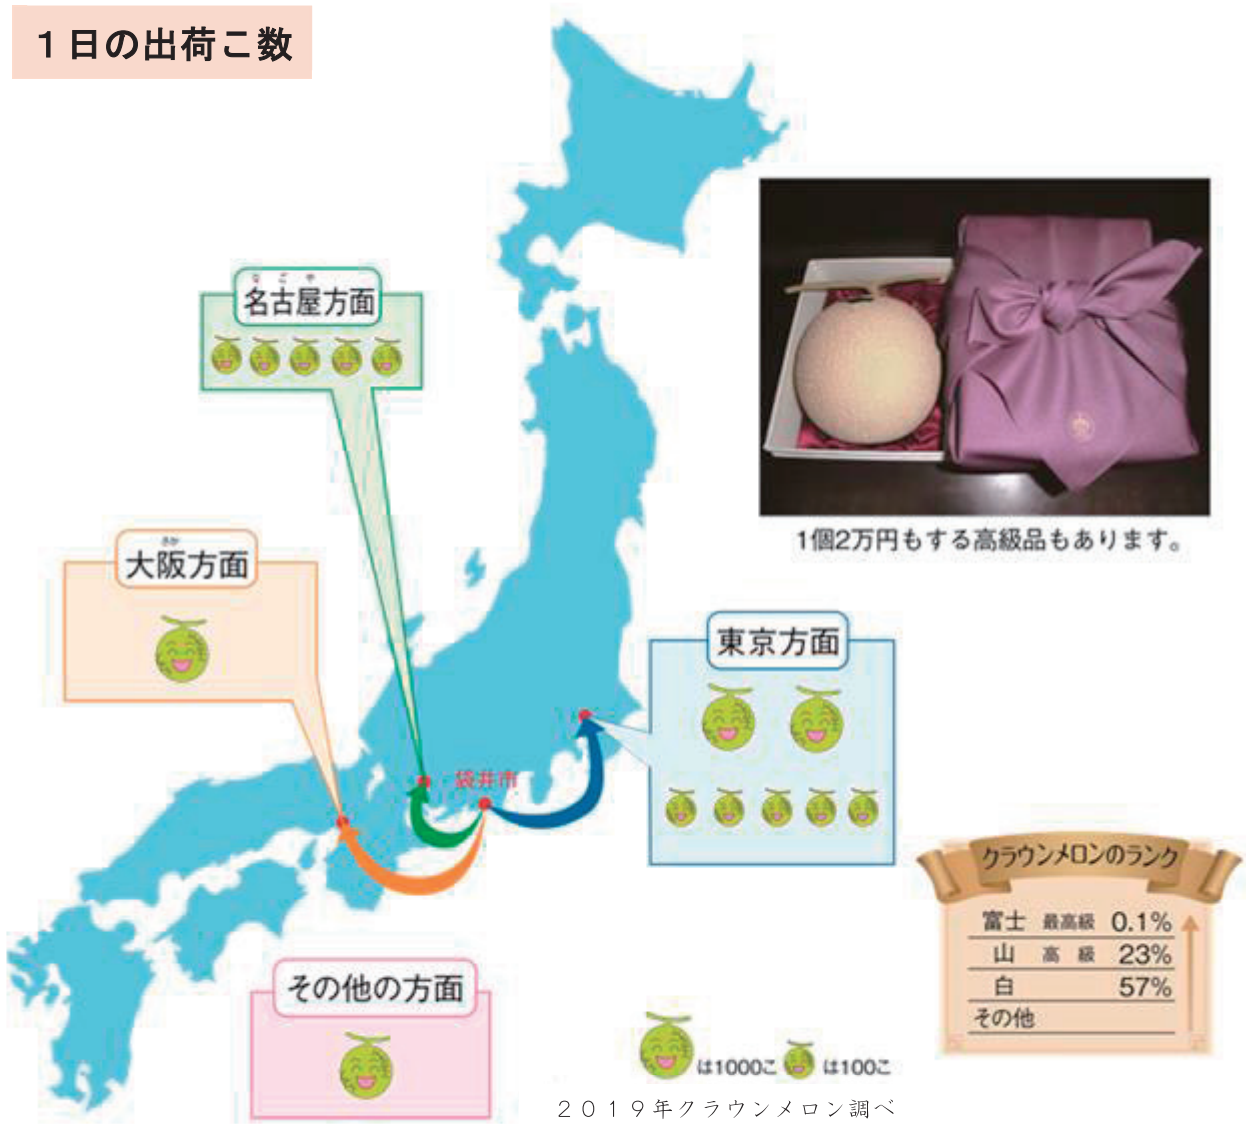 １日の出荷こ数
なごや
名古屋方面
さか
大阪方面
1個2万円もする高級品もあります。
東京方面
袋井市
クラウンメロンのランク
富士 最高級 0.1%
山 高級 23%
白 57%
その他
その他の方面
は1000こ は100こ
２０１９年クラウンメロン調べ